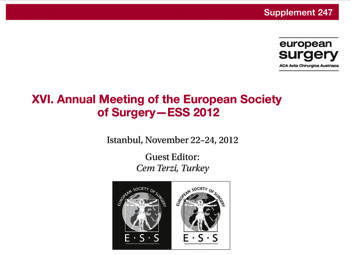 Supplement 247
european
surgery
ACA Acta Chirurgica Austriaca
XVI. Annual Meeting of the European Society
of Surgery—ESS 2012
Istanbul, November 22–24, 2012
Guest Editor:
Cem Terzi, Turkey
EUROPEAN SOCIETY OF SURGERY
E · S · S
EUROPEAN SOCIETY OF SURGERY
E · S · S